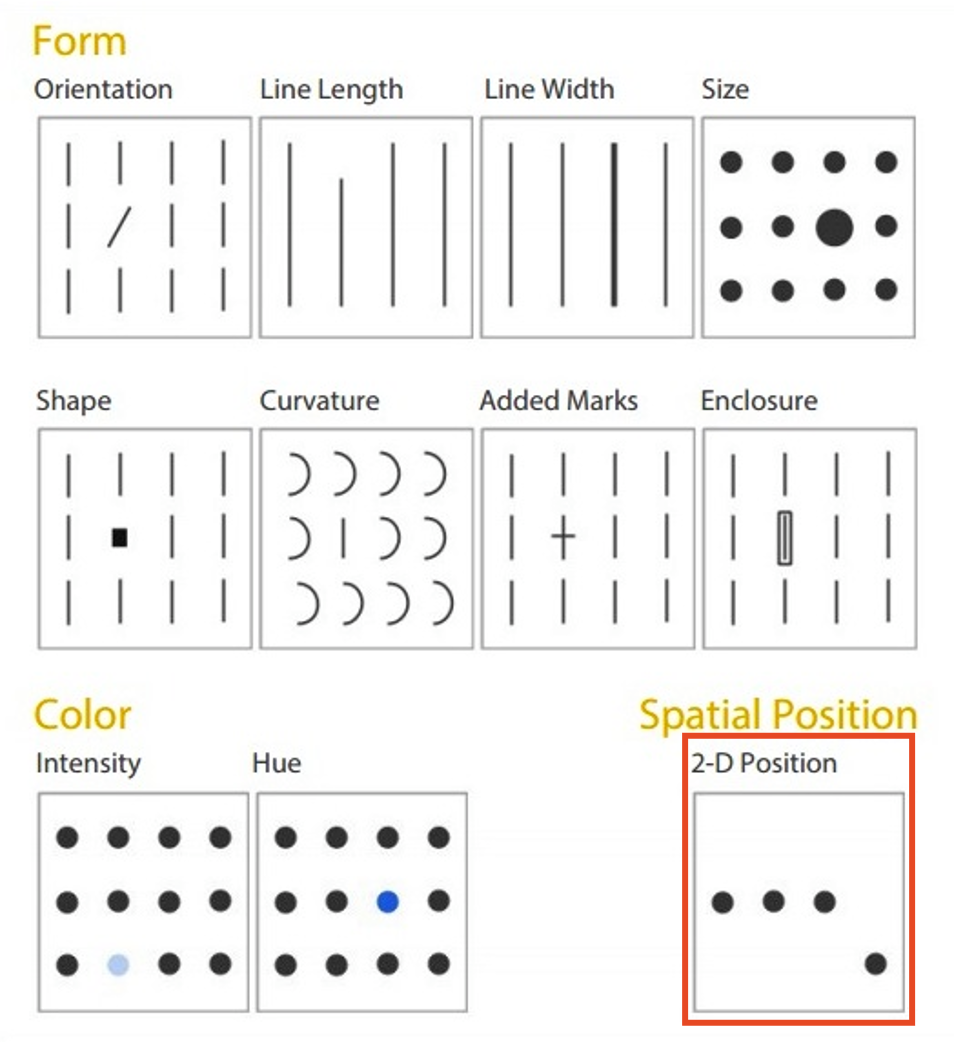 Form
Orientation
Line Length
Line Width
Size
Shape
Curvature
Added Marks
Enclosure
Color
Spatial Position
Intensity
Hue
2-D Position